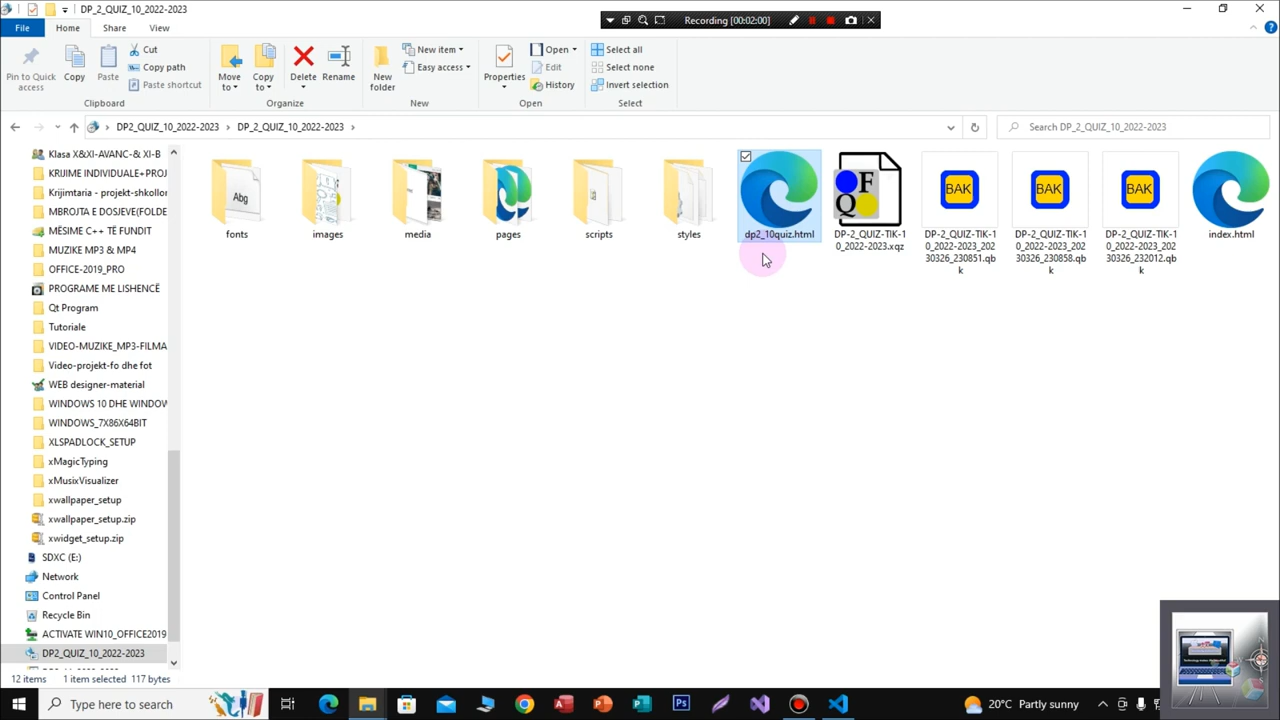 DP_QUIZ_10_2022-2023
Recording [00:02:00]
File
Home
Share
View
Pin to Quick
access
Copy
Paste
Cut
Copy path
Paste shortcut
Clipboard
Move
to
Copy
to
Delete
Rename
Organize
New
folder
New item
Easy access
New
Properties
Open
Edit
History
Open
Select all
Select none
Invert selection
Select
DP2_QUIZ_10_2022-2023
DP_2_QUIZ_10_2022-2023
Search DP_2_QUIZ_10_2022-2023
Klasa X&XI-AVANC-& XI-B
KRIJIME INDIVIDUALE+PROJ
Krijimtaria - projekt-shkollor
MBROJTA E DOSJEVE(FOLDE
MËSIME C++ TË FUNDIT
MUZIKE MP3 & MP4
OFFICE-2019_PRO
PROGRAME ME LISHENCË
Qt Program
Tutoriale
VIDEO-MUZIKE_MP3-FILMA
Video-projekt-fo dhe fot
WEB designer-material
WINDOWS 10 DHE WINDOW
WINDOWS_7X86X64BIT
XLSPADLOCK_SETUP
xMagicTyping
xMusixVisualizer
xwallpaper_setup
xwallpaper_setup.zip
xwidget_setup.zip
SDXC (E:)
Network
Control Panel
Recycle Bin
ACTIVATE WIN10_OFFICE2019
DP2_QUIZ_10_2022-2023
Abg
fonts
images
media
pages
scripts
styles
dp2_10quiz.html
F
Q
DP-2_QUIZ-TIK-1
0_2022-2023.xqz
BAK
DP-2_QUIZ-TIK-1
0_2022-2023_202
30326_230851.qb
k
BAK
DP-2_QUIZ-TIK-1
0_2022-2023_202
30326_230858.qb
k
BAK
DP-2_QUIZ-TIK-1
0_2022-2023_202
30326_232012.qb
k
index.html
12 items
1 item selected 117 bytes
Type here to search
Ps
20°C Partly sunny